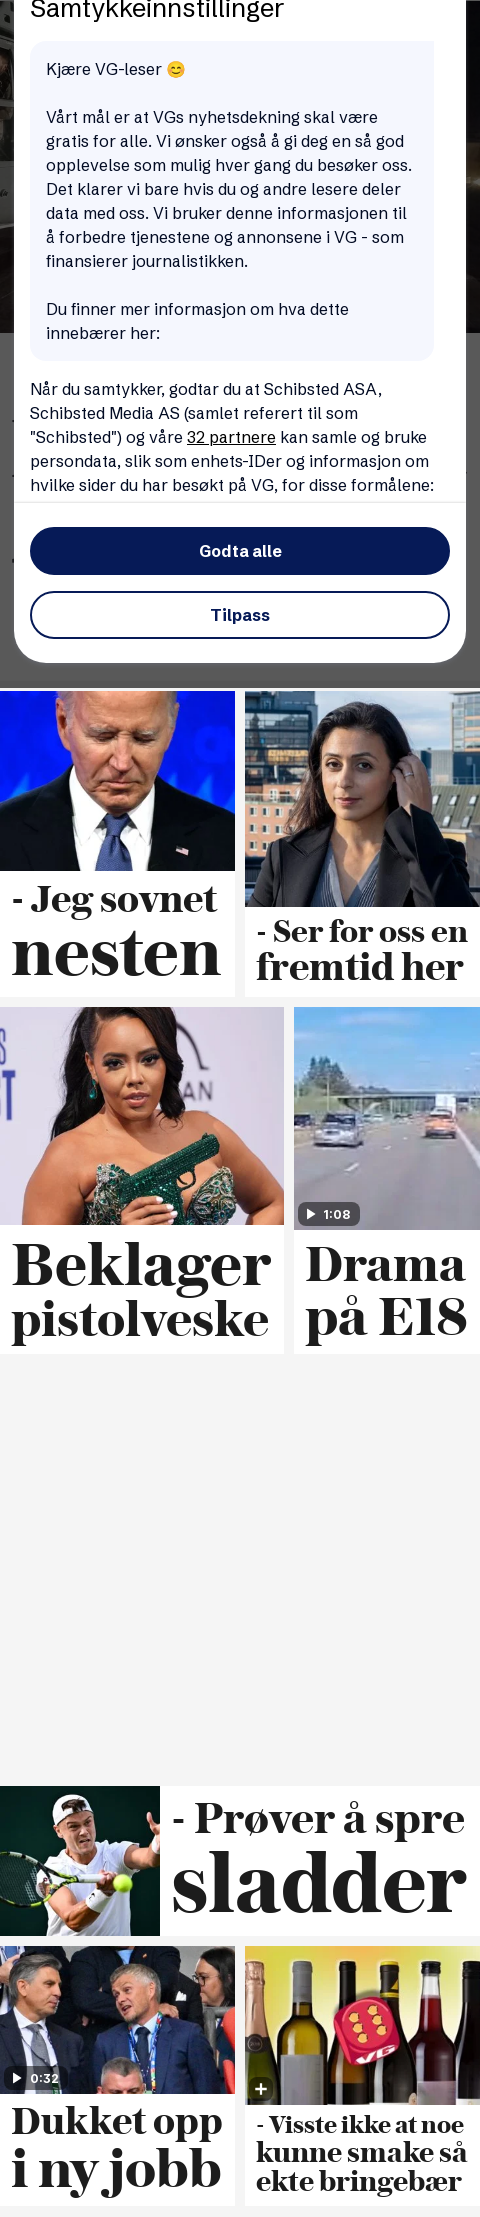 Samtykkeinnstillinger
Kjære VG-leser 😊
Vårt mål er at VGs nyhetsdekning skal være
gratis for alle. Vi ønsker også å gi deg en så god
opplevelse som mulig hver gang du besøker oss.
Det klarer vi bare hvis du og andre lesere deler
data med oss. Vi bruker denne informasjonen til
å forbedre tjenestene og annonsene i VG - som
finansierer journalistikken.
Du finner mer informasjon om hva dette
innebærer her:
Når du samtykker, godtar du at Schibsted ASA,
Schibsted Media AS (samlet referert til som
"Schibsted") og våre 32 partnere kan samle og bruke
persondata, slik som enhets-IDer og informasjon om
hvilke sider du har besøkt på VG, for disse formålene:
Godta alle
Tilpass
- Jeg sovnet
nesten
- Ser for oss en
fremtid her
Beklager
pistolveske
1:08
Drama
på E18
- Prøver å spre
sladder
0:32
Dukket opp
i ny jobb
VG
- Visste ikke at noe
kunne smake så
ekte bringebær